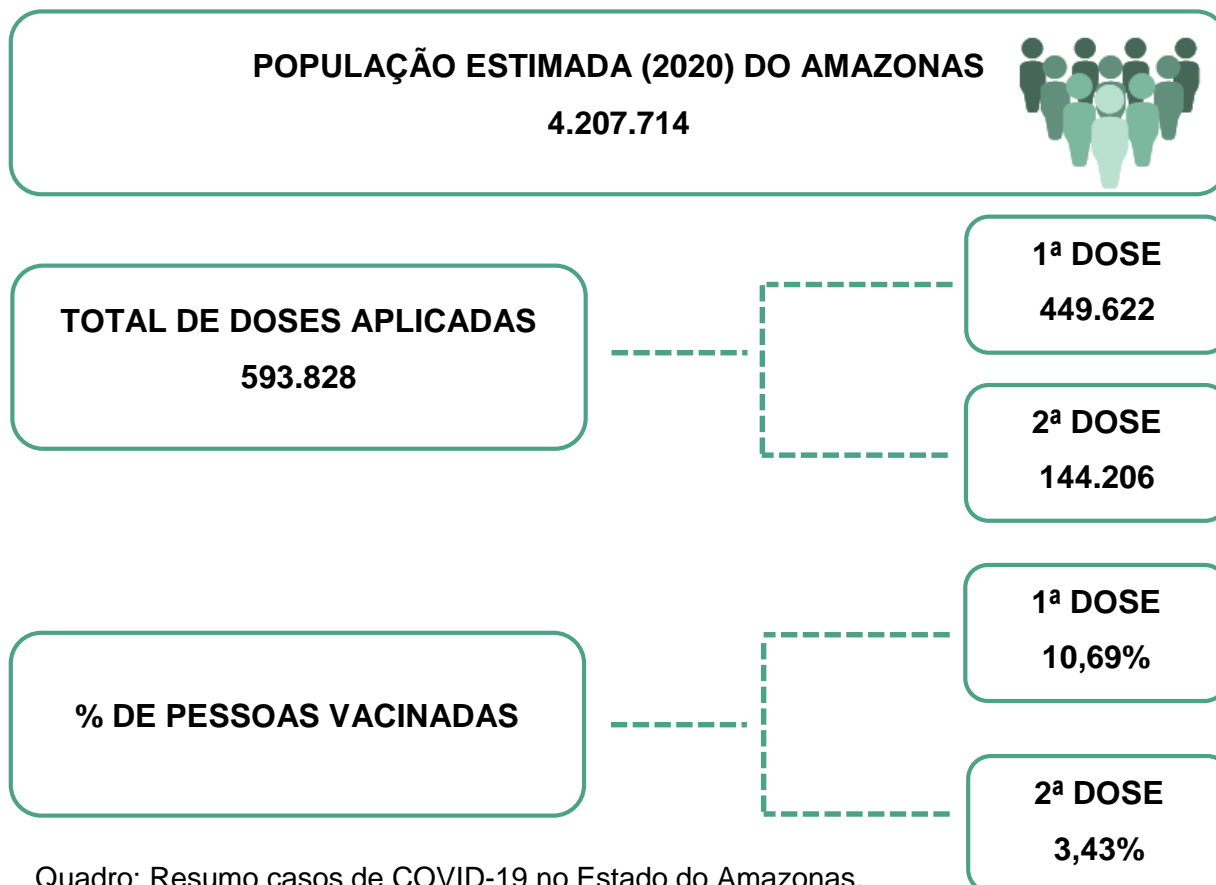 POPULAÇÃO ESTIMADA (2020) DO AMAZONAS
4.207.714
TOTAL DE DOSES APLICADAS
593.828
1ª DOSE
449.622
2ª DOSE
144.206
% DE PESSOAS VACINADAS
1ª DOSE
10,69%
2ª DOSE
3,43%
Quadro: Resumo casos de COVID-19 no Estado do Amazonas.